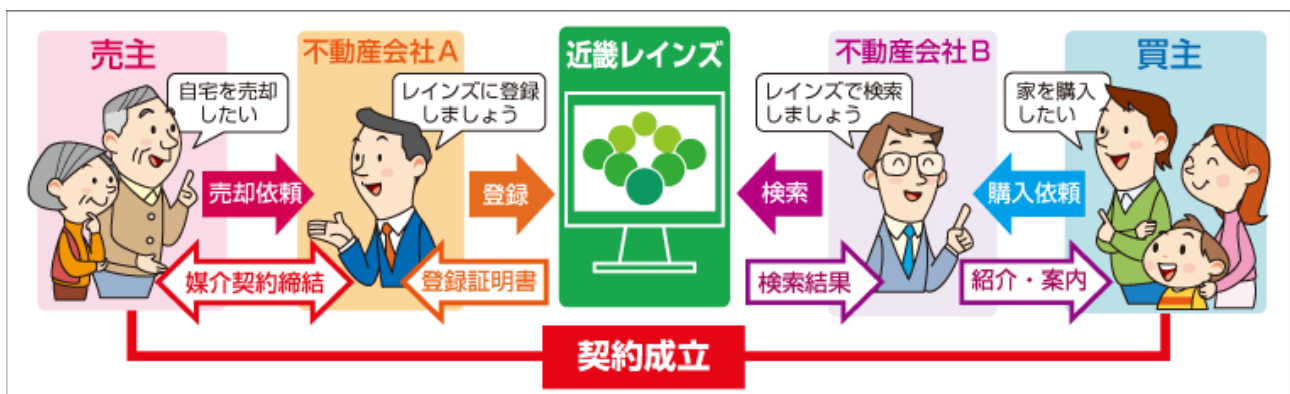 売主
不動産会社A
近畿レインズ
不動産会社B
買主
自宅を売却
したい
レインズに登録
しましょう
レインズで検索
しましょう
家を購入
したい
売却依頼
登録
検索
購入依頼
媒介契約締結
登録証明書
検索結果
紹介・案内
契約成立